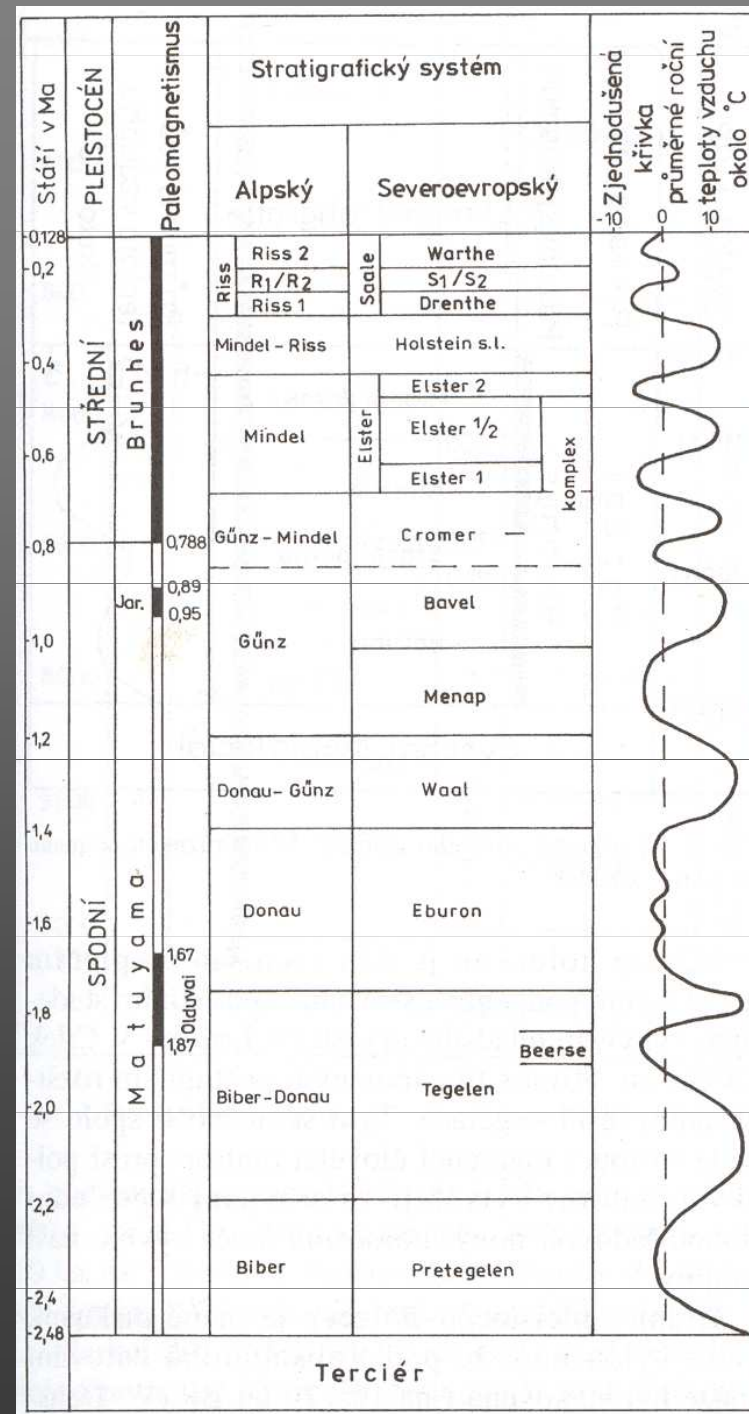 Stáří v Ma
PLEISTOCÉN
Paleomagnetismus
Stratigrafický systém
Alpský
Severoevropský
Zjednodušená
křivka
průměrné roční
teploty vzduchu
okolo °C
-10 0 10
0,128
0,2
0,4
0,6
0,8
1,0
1,2
1,4
1,6
1,8
2,0
2,2
2,4
2,48
STŘEDNÍ
SPODNÍ
Brunhes
Matuyama
0,788
Jar.
0,89
0,95
1,67
Olduvai
1,87
Riss
Riss 2
R1/R2
Riss 1
Mindel - Riss
Mindel
Gűnz - Mindel
Gűnz
Donau - Gűnz
Donau
Biber-Donau
Biber
Saale
Warthe
S1/S2
Drenthe
Holstein s.l.
Elster
Elster 2
Elster 1/2
Elster 1
komplex
Cromer
Bavel
Menap
Waal
Eburon
Beerse
Tegelen
Pretegelen
Terciér